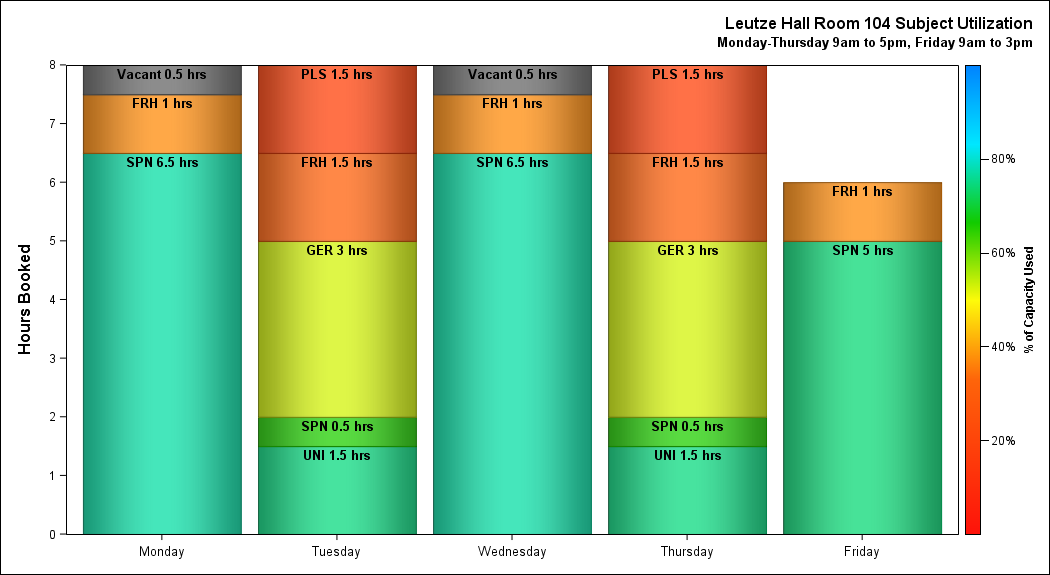 Leutze Hall Room 104 Subject Utilization
Monday-Thursday 9am to 5pm, Friday 9am to 3pm
Hours Booked
8
7
6
5
4
3
2
1
0
Vacant 0.5 hrs
FRH 1 hrs
SPN 6.5 hrs
PLS 1.5 hrs
FRH 1.5 hrs
GER 3 hrs
SPN 0.5 hrs
UNI 1.5 hrs
Vacant 0.5 hrs
FRH 1 hrs
SPN 6.5 hrs
PLS 1.5 hrs
FRH 1.5 hrs
GER 3 hrs
SPN 0.5 hrs
UNI 1.5 hrs
FRH 1 hrs
SPN 5 hrs
Monday
Tuesday
Wednesday
Thursday
Friday
80%
60%
40%
20%
% of Capacity Used